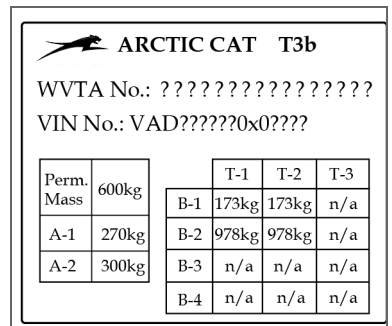 ARCTIC CAT T3b
WVTA No.: ????????????????
VIN No.: VAD??????0x0????
Perm. Mass 600kg
A-1 270kg
A-2 300kg
T-1 T-2 T-3
B-1 173kg 173kg n/a
B-2 978kg 978kg n/a
B-3 n/a n/a n/a
B-4 n/a n/a n/a